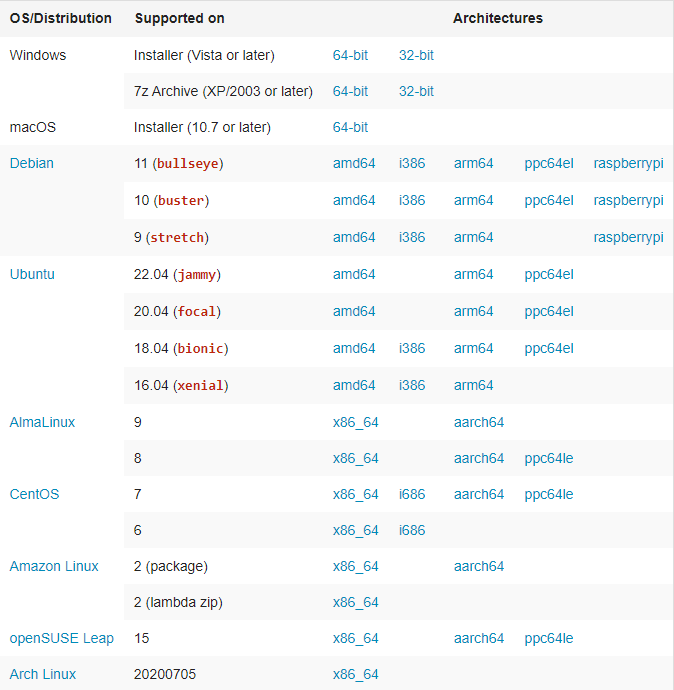 OS/Distribution Supported on Architectures
Windows Installer (Vista or later) 64-bit 32-bit
7z Archive (XP/2003 or later) 64-bit 32-bit
macOS Installer (10.7 or later) 64-bit
Debian 11 (bullseye) amd64 i386 arm64 ppc64el raspberrypi
10 (buster) amd64 i386 arm64 ppc64el raspberrypi
9 (stretch) amd64 i386 arm64 raspberrypi
Ubuntu 22.04 (jammy) amd64 arm64 ppc64el
20.04 (focal) amd64 arm64 ppc64el
18.04 (bionic) amd64 i386 arm64 ppc64el
16.04 (xenial) amd64 i386 arm64
AlmaLinux 9 x86_64 aarch64
8 x86_64 aarch64 ppc64le
CentOS 7 x86_64 i686 aarch64 ppc64le
6 x86_64 i686
Amazon Linux 2 (package) x86_64 aarch64
2 (lambda zip) x86_64
openSUSE Leap 15 x86_64 aarch64 ppc64le
Arch Linux 20200705 x86_64